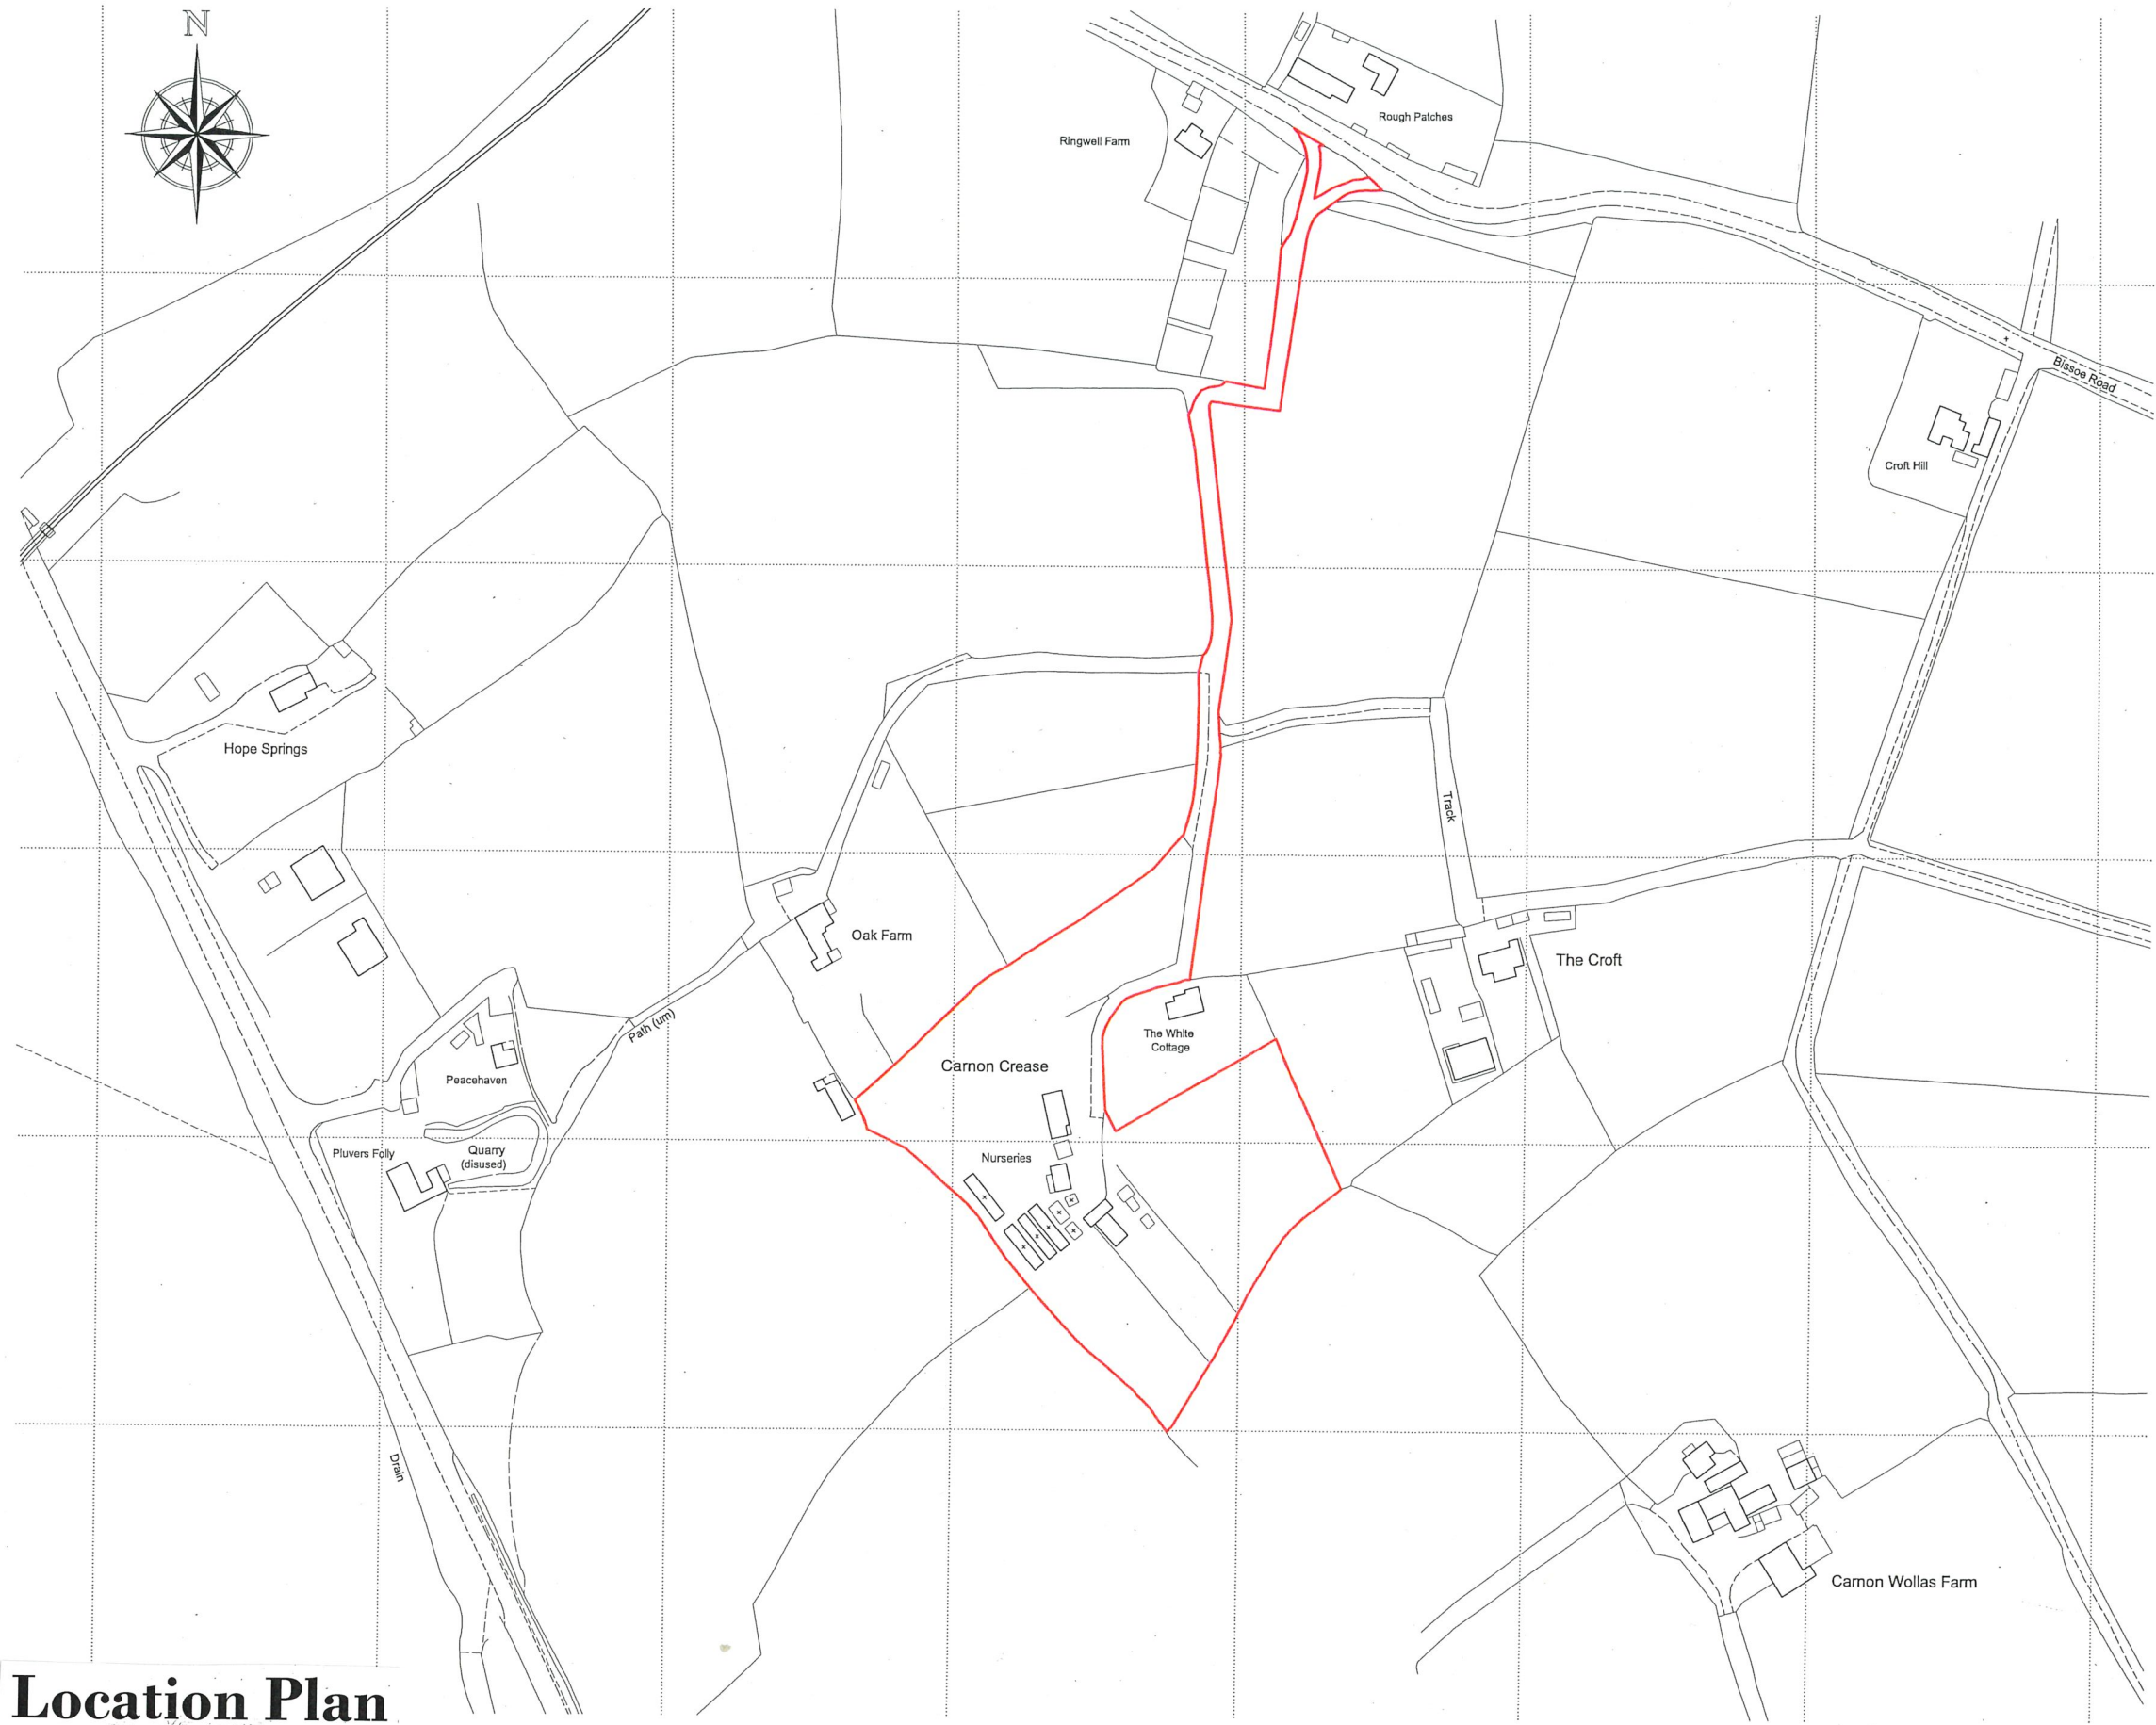 N
Rough Patches
Ringwell Farm
Bissoe Road
Croft Hill
Hope Springs
Track
Oak Farm
The Croft
Path (um)
The White
Cottage
Carnon Crease
Peacehaven
Pluvers Folly
Quarry
(disused)
Nurseries
Drain
Carnon Wollas Farm
Location Plan